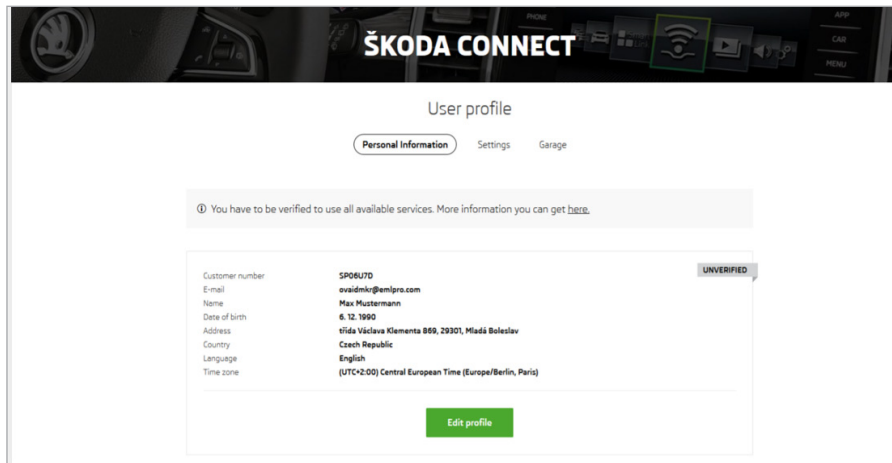 PHONE
APP
ŠKODA CONNECT
CAR
MENU
User profile
Personal Information Settings Garage
You have to be verified to use all available services. More information you can get here.
UNVERIFIED
Customer number SP06U7D
E-mail ovaidmkr@emlpro.com
Name Max Mustermann
Date of birth 6. 12. 1990
Address třída Václava Klementa 869, 29301, Mladá Boleslav
Country Czech Republic
Language English
Time zone (UTC+2:00) Central European Time (Europe/Berlin, Paris)
Edit profile